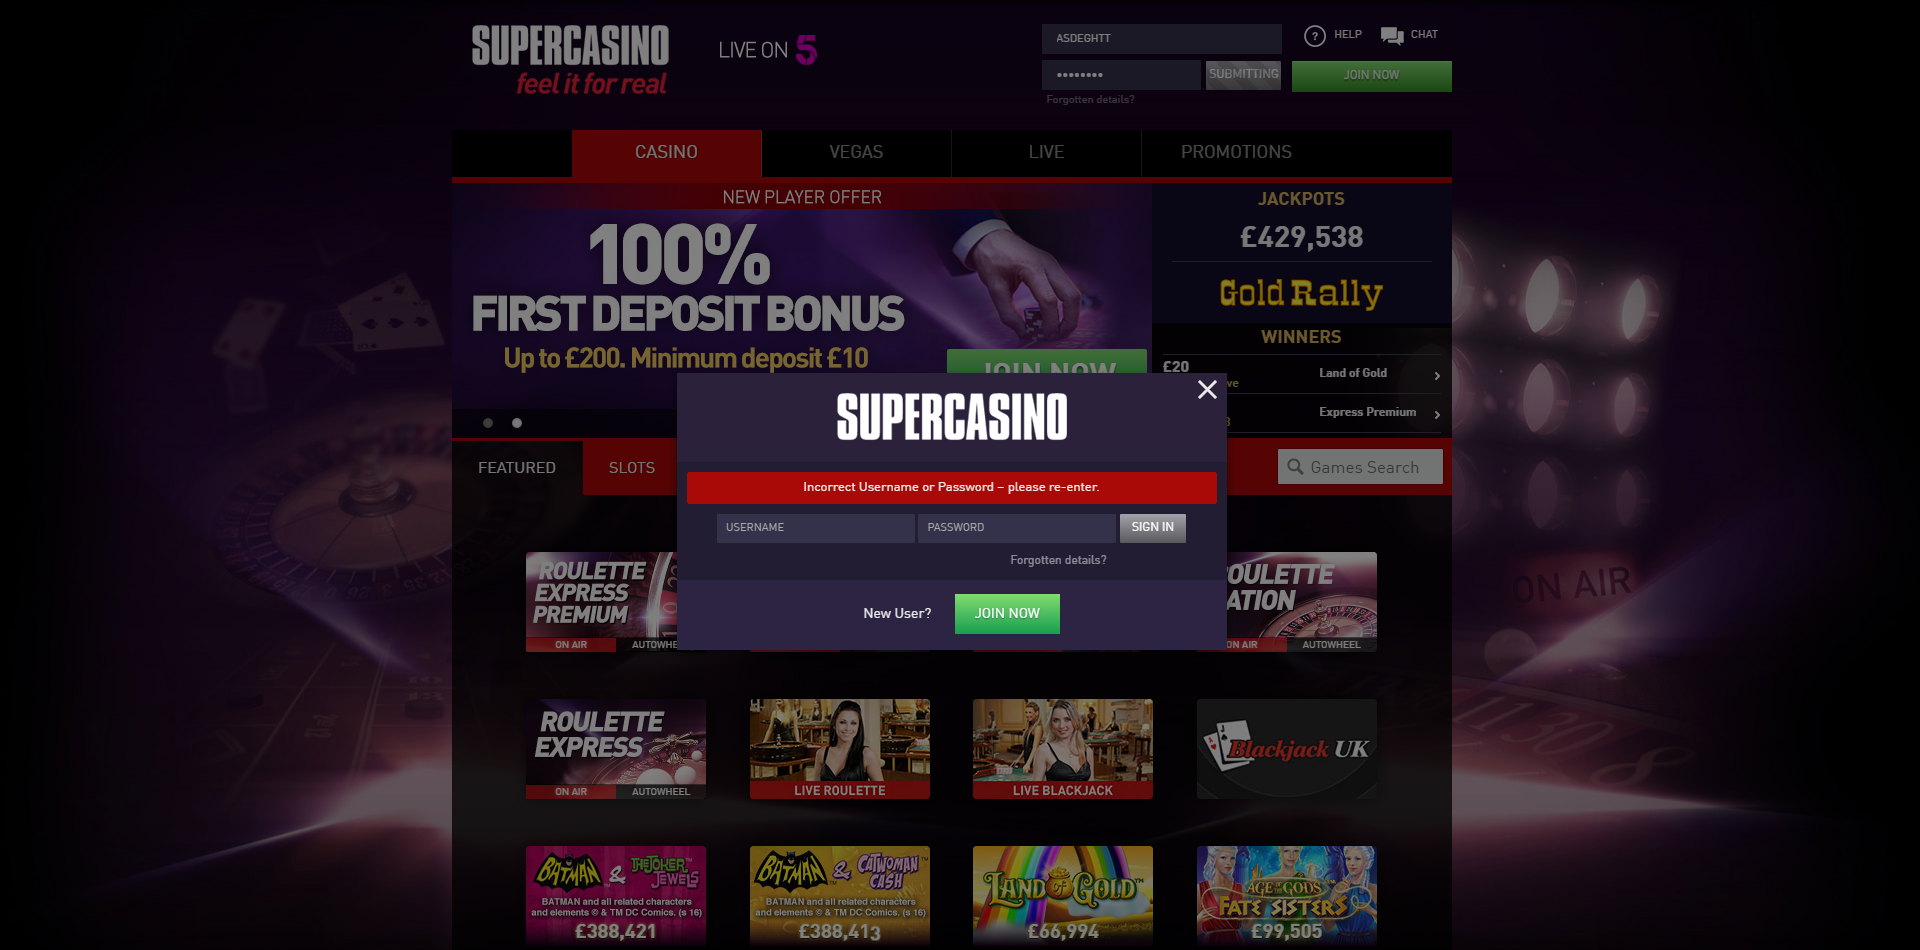 SUPERCASINO
feel it for real
LIVE ON 5
ASDEGHTT
HELP
CHAT
••••••••
SUBMITTING
JOIN NOW
Forgotten details?
CASINO
VEGAS
LIVE
PROMOTIONS
NEW PLAYER OFFER
100%
FIRST DEPOSIT BONUS
Up to £200. Minimum deposit £10
JOIN NOW
JACKPOTS
£429,538
Gold Rally
WINNERS
£20
Land of Gold
Express Premium
FEATURED
SLOTS
Games Search
SUPERCASINO
Incorrect Username or Password – please re-enter.
USERNAME
PASSWORD
SIGN IN
Forgotten details?
New User?
JOIN NOW
ROULETTE
EXPRESS
PREMIUM
ON AIR
AUTOWHE
OULETTE
ATION
ON AIR
AUTOWHEEL
ON AIR
ROULETTE
EXPRESS
ON AIR
AUTOWHEEL
LIVE ROULETTE
LIVE BLACKJACK
Blackjack UK
BATMAN™ & THE JOKER™ JEWELS
BATMAN and all related characters
and elements © & TM DC Comics. (s 16)
£388,421
BATMAN™ & CATWOMAN™ CASH
BATMAN and all related characters
and elements © & TM DC Comics. (s 16)
£388,413
LAND OF GOLD™
£66,994
AGE OF THE GODS™
FATE SISTERS
£99,505